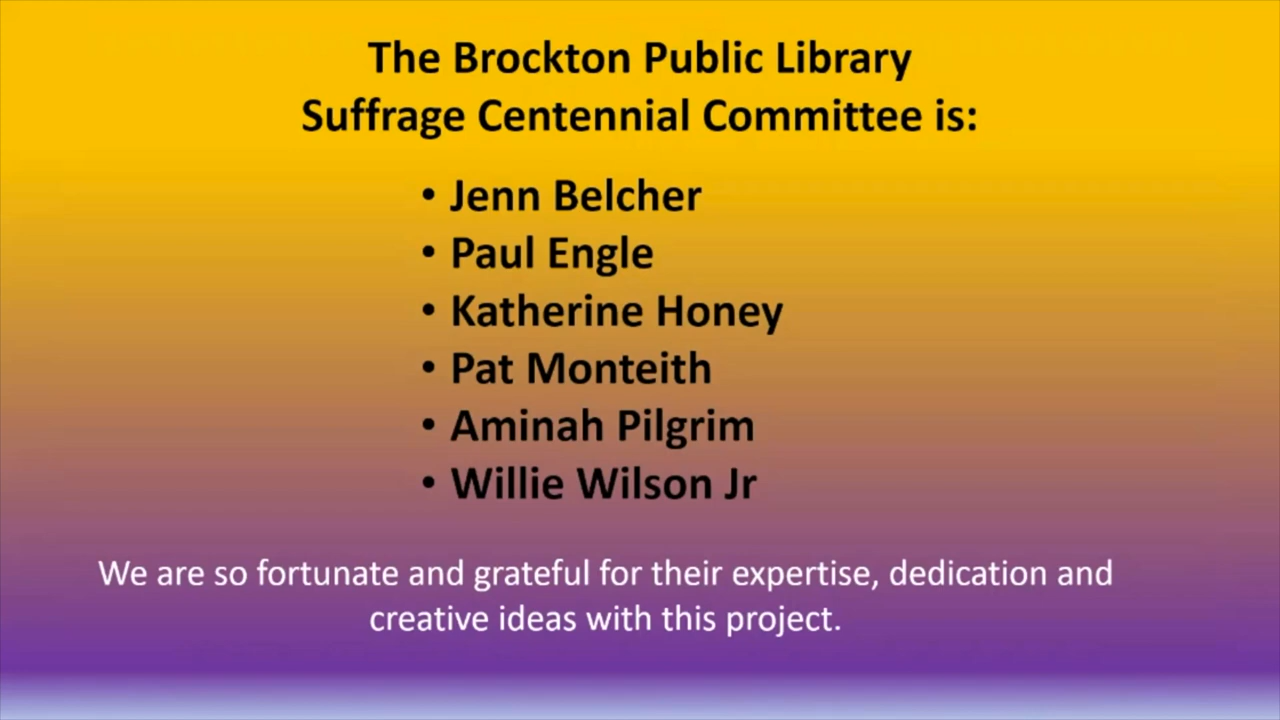 The Brockton Public Library
Suffrage Centennial Committee is:
• Jenn Belcher
• Paul Engle
• Katherine Honey
• Pat Monteith
• Aminah Pilgrim
• Willie Wilson Jr
We are so fortunate and grateful for their expertise, dedication and
creative ideas with this project.